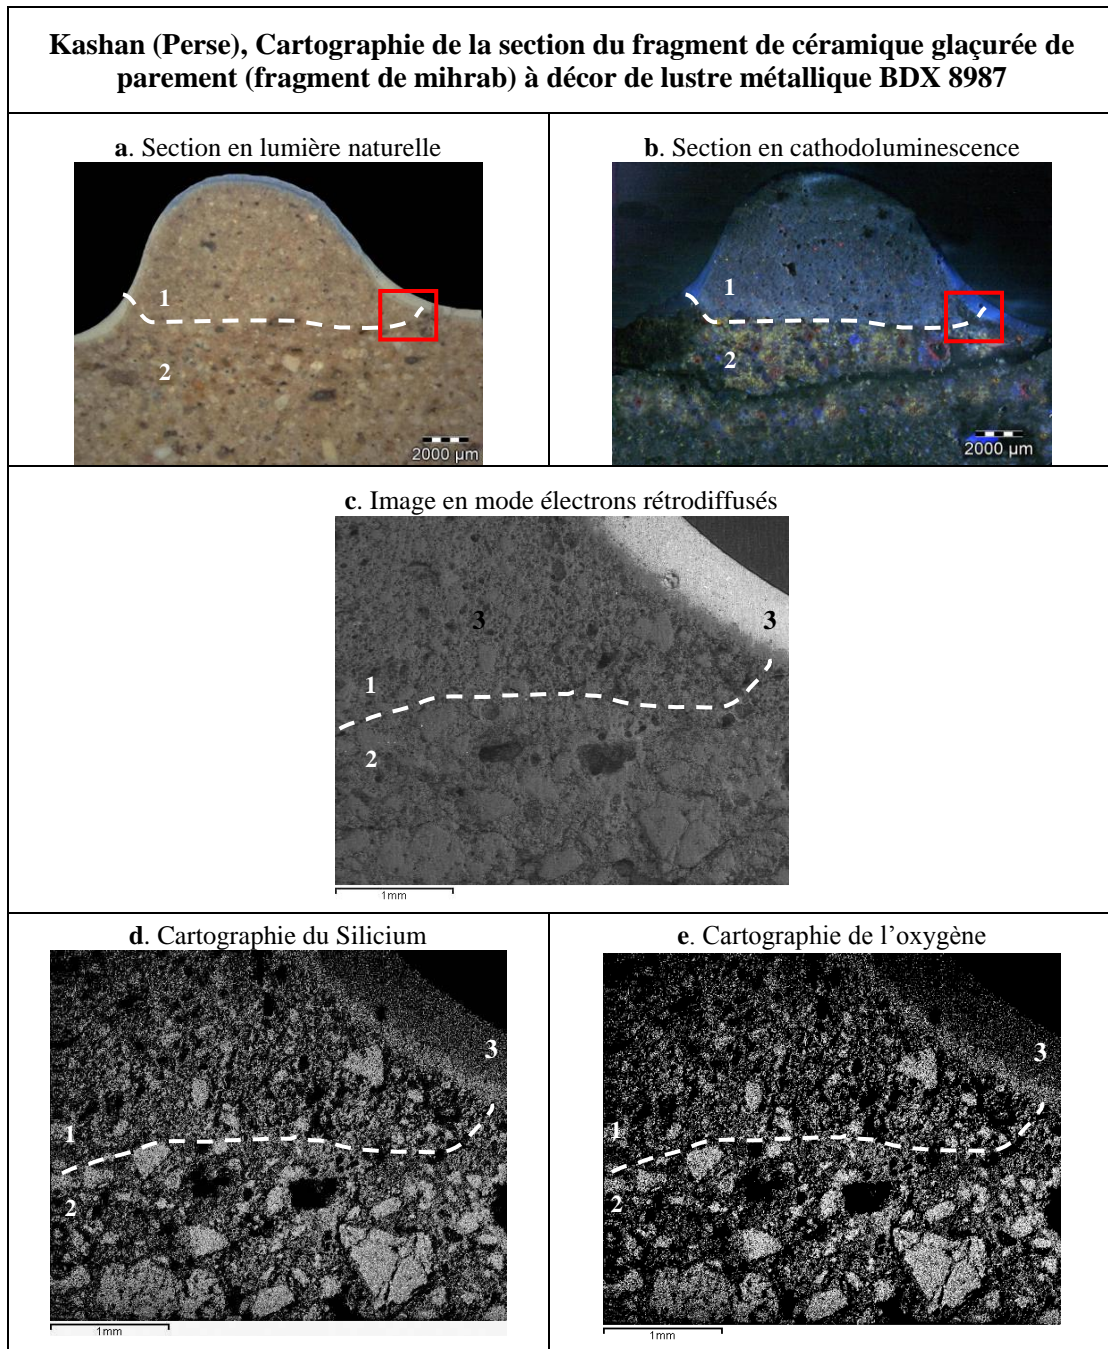 Kashan (Perse), Cartographie de la section du fragment de céramique glaçurée de
parement (fragment de mihrab) à décor de lustre métallique BDX 8987
a. Section en lumière naturelle
1
2
2000 µm
b. Section en cathodoluminescence
1
2
2000 µm
c. Image en mode électrons rétrodiffusés
3
3
1
2
1mm
d. Cartographie du Silicium
3
1
2
1mm
e. Cartographie de l'oxygène
3
1
2
1mm